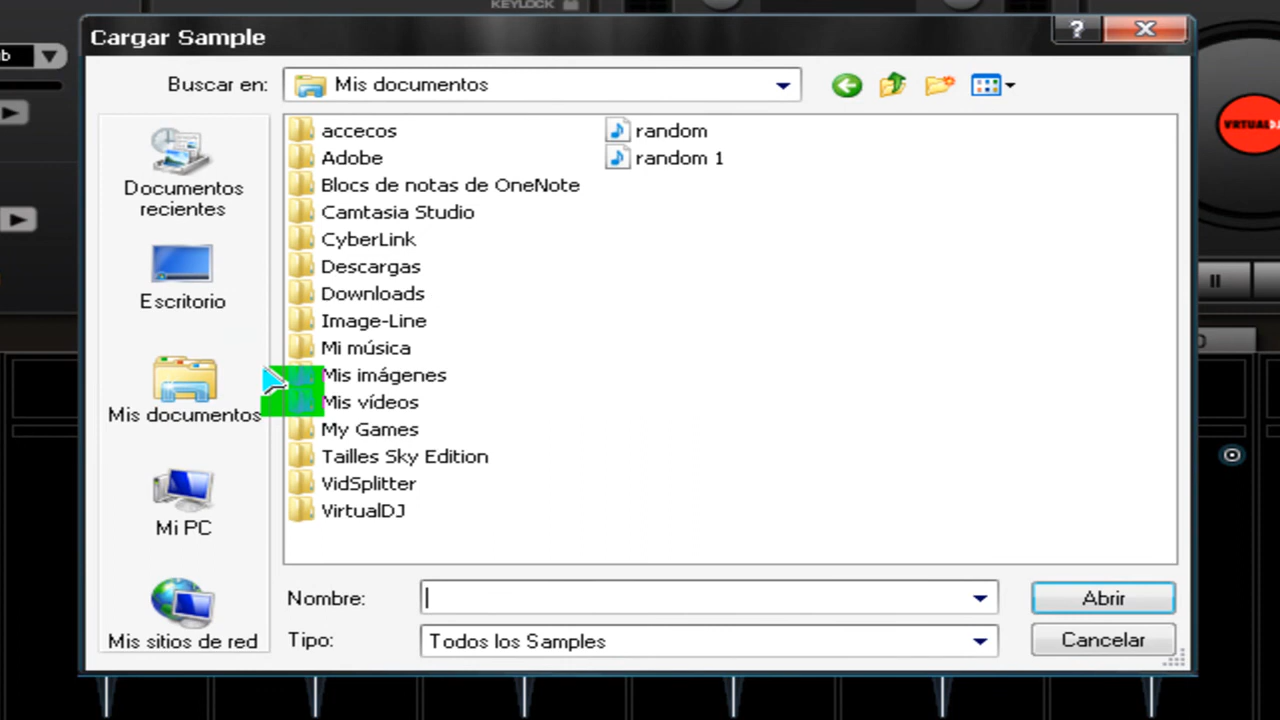 KEYLOCK
Cargar Sample
?
Buscar en: Mis documentos
Documentos recientes
Escritorio
Mis documentos
Mi PC
Mis sitios de red
accecos
Adobe
Blocs de notas de OneNote
Camtasia Studio
CyberLink
Descargas
Downloads
Image-Line
Mi música
Mis imágenes
Mis vídeos
My Games
Tailles Sky Edition
VidSplitter
VirtualDJ
random
random 1
Nombre:
Abrir
Tipo: Todos los Samples
Cancelar
VIRTUALDJ